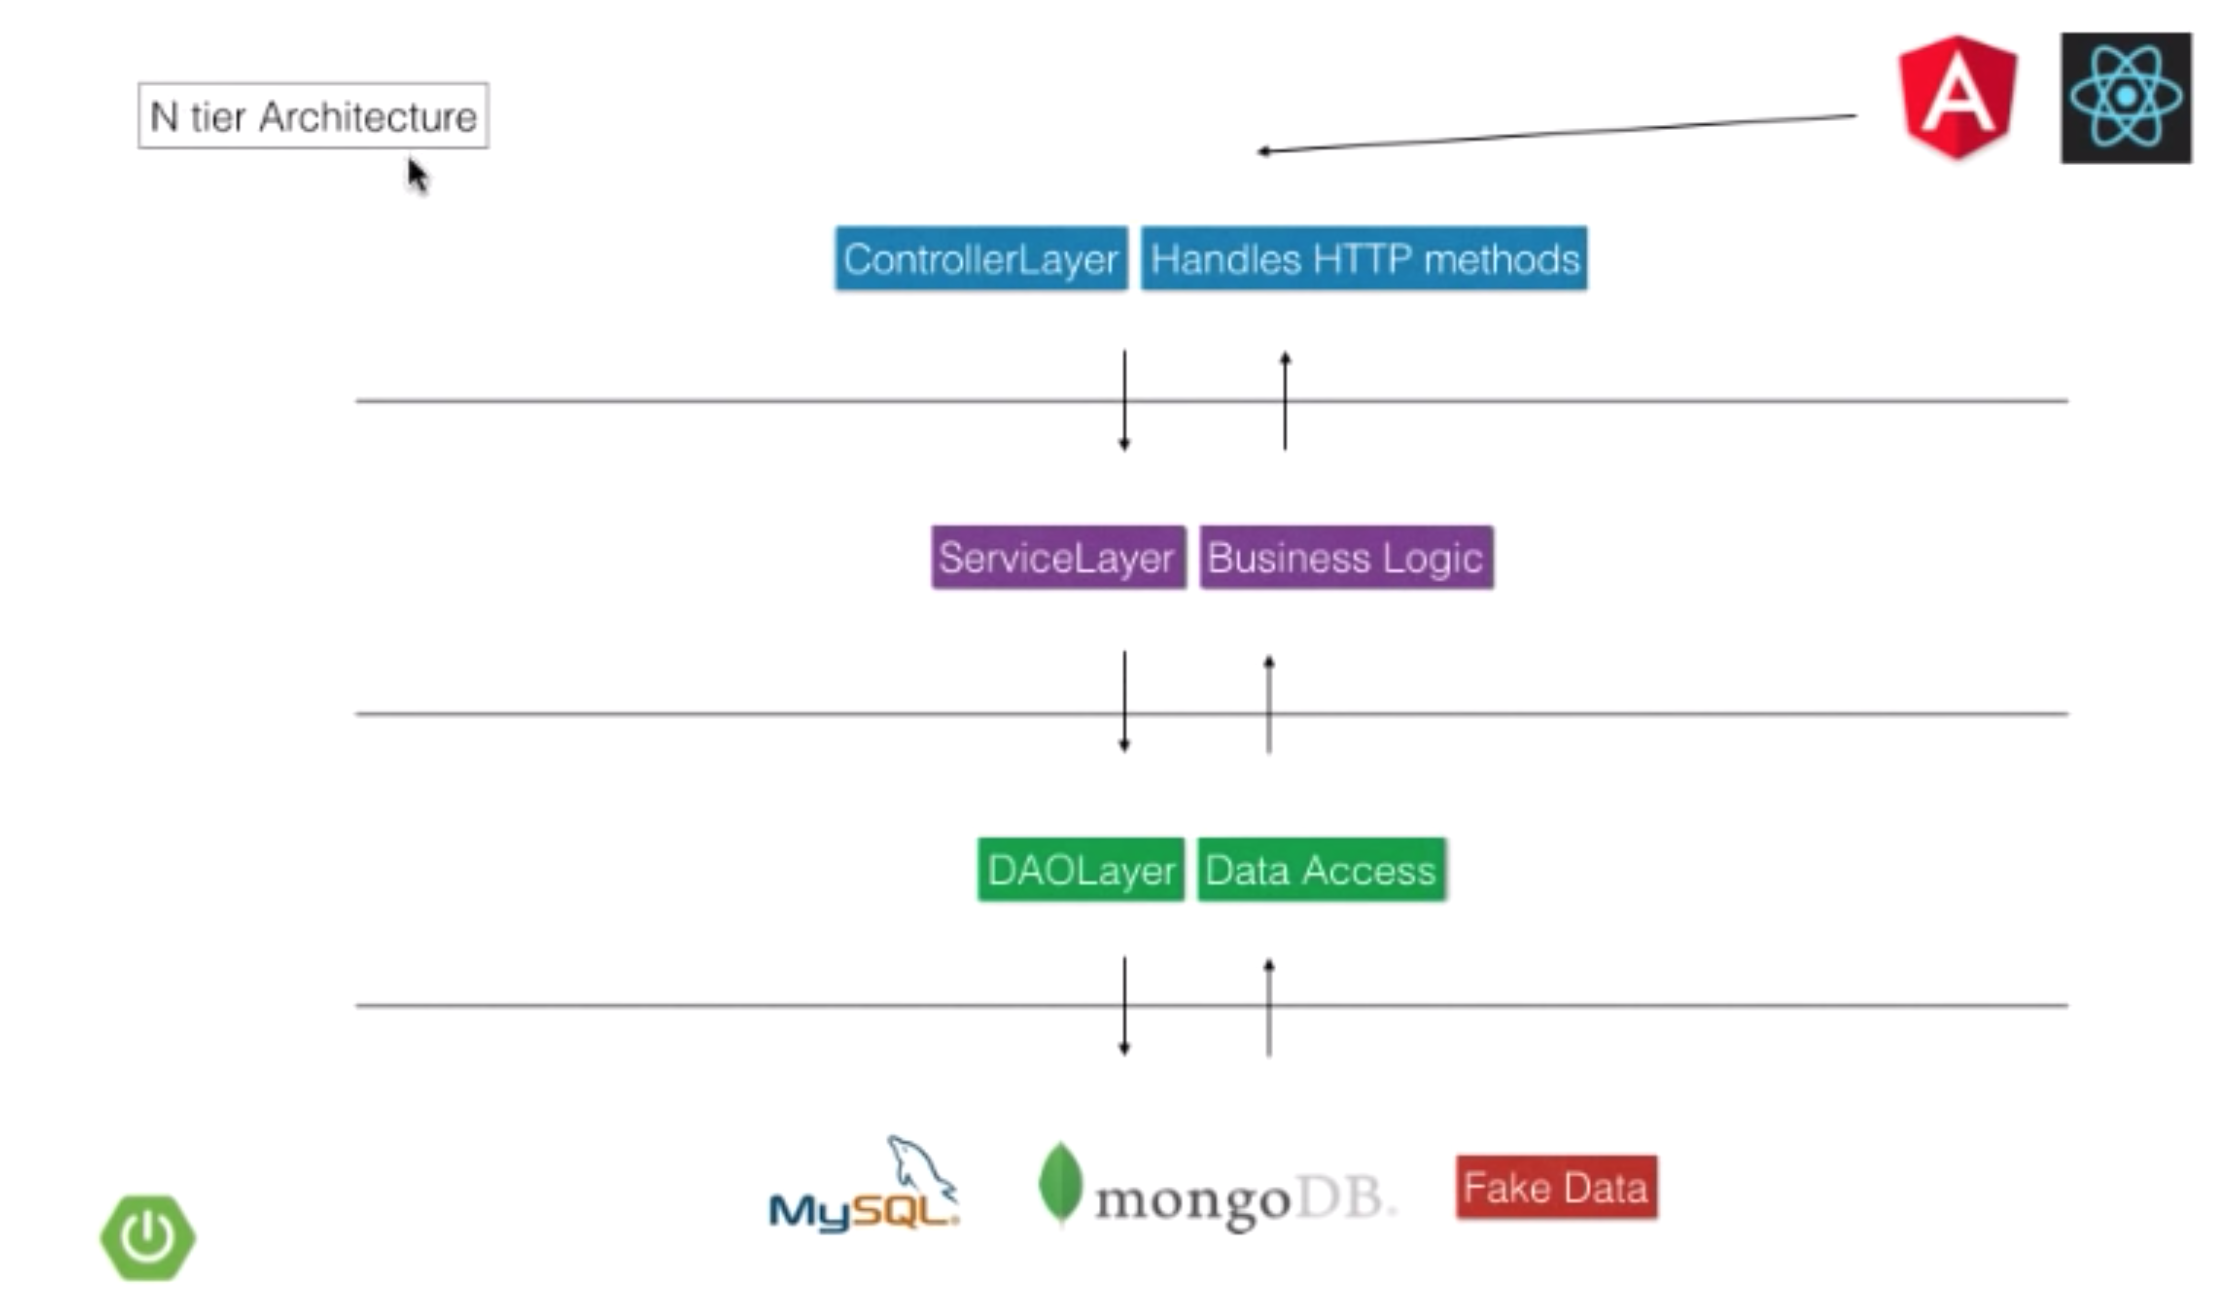 N tier Architecture
ControllerLayer Handles HTTP methods
ServiceLayer Business Logic
DAOLayer Data Access
MySQL® mongoDB. Fake Data